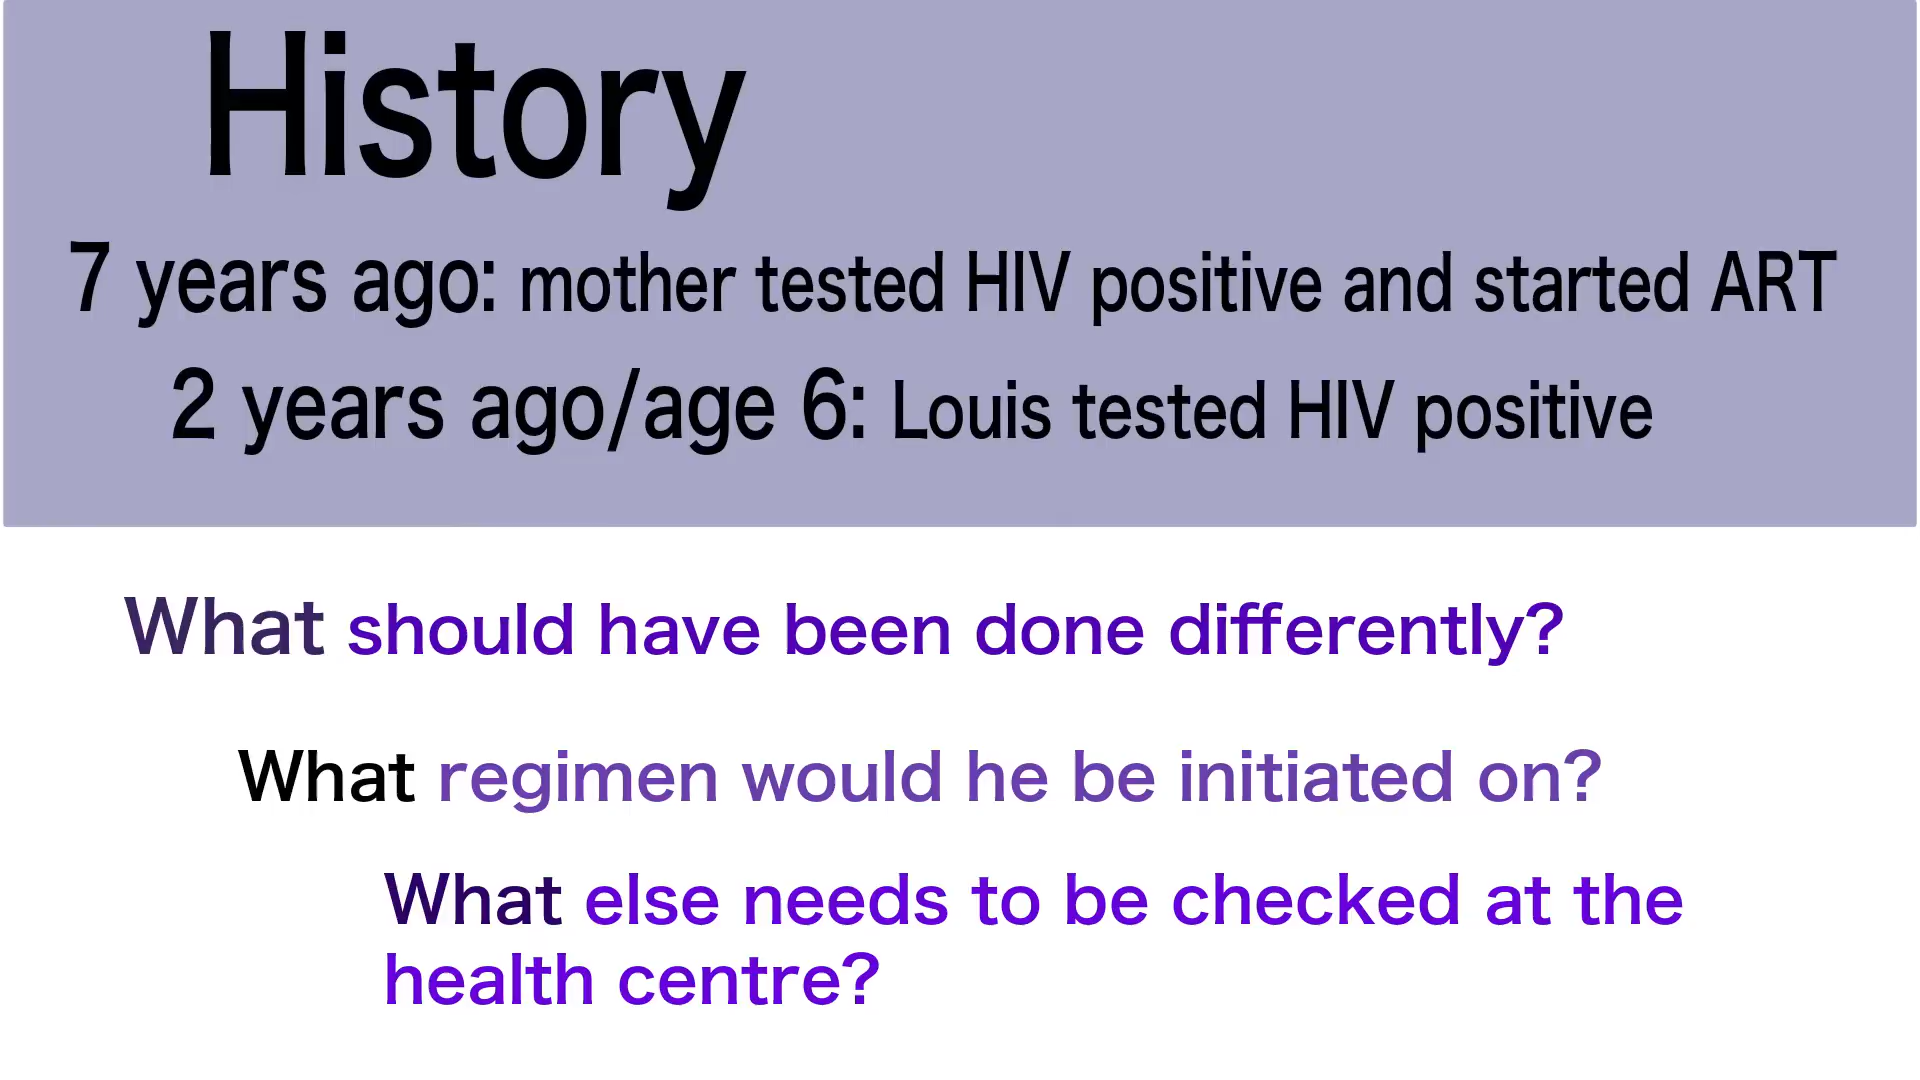 History
7 years ago: mother tested HIV positive and started ART
2 years ago/age 6: Louis tested HIV positive
What should have been done differently?
What regimen would he be initiated on?
What else needs to be checked at the
health centre?